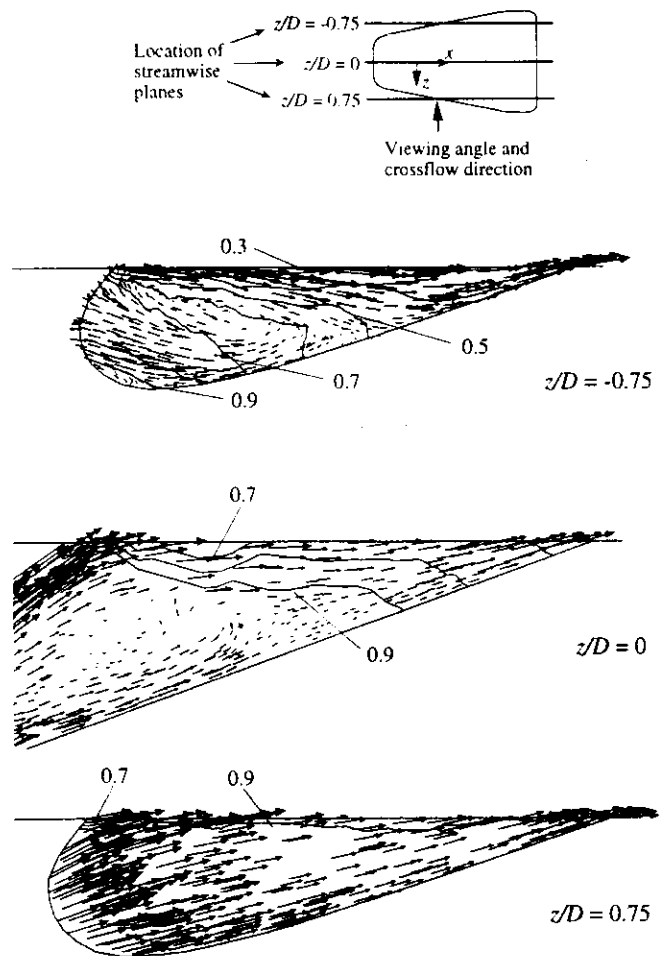 z/D = -0.75
Location of
streamwise
planes
z/D = 0
x
z
z/D = 0.75
Viewing angle and
crossflow direction
0.3
0.5
0.7
0.9
z/D = -0.75
0.7
0.9
z/D = 0
0.7
0.9
z/D = 0.75